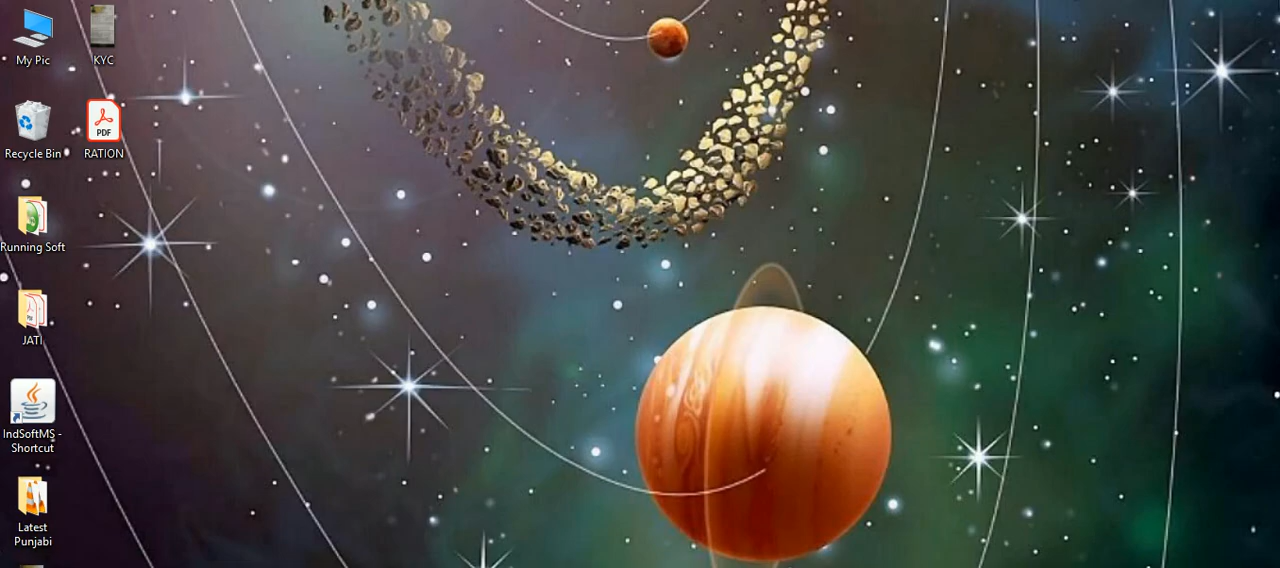 My Pic
KYC
Recycle Bin
PDF
RATION
Running Soft
JATI
IndSoftMS -
Shortcut
Latest
Punjabi